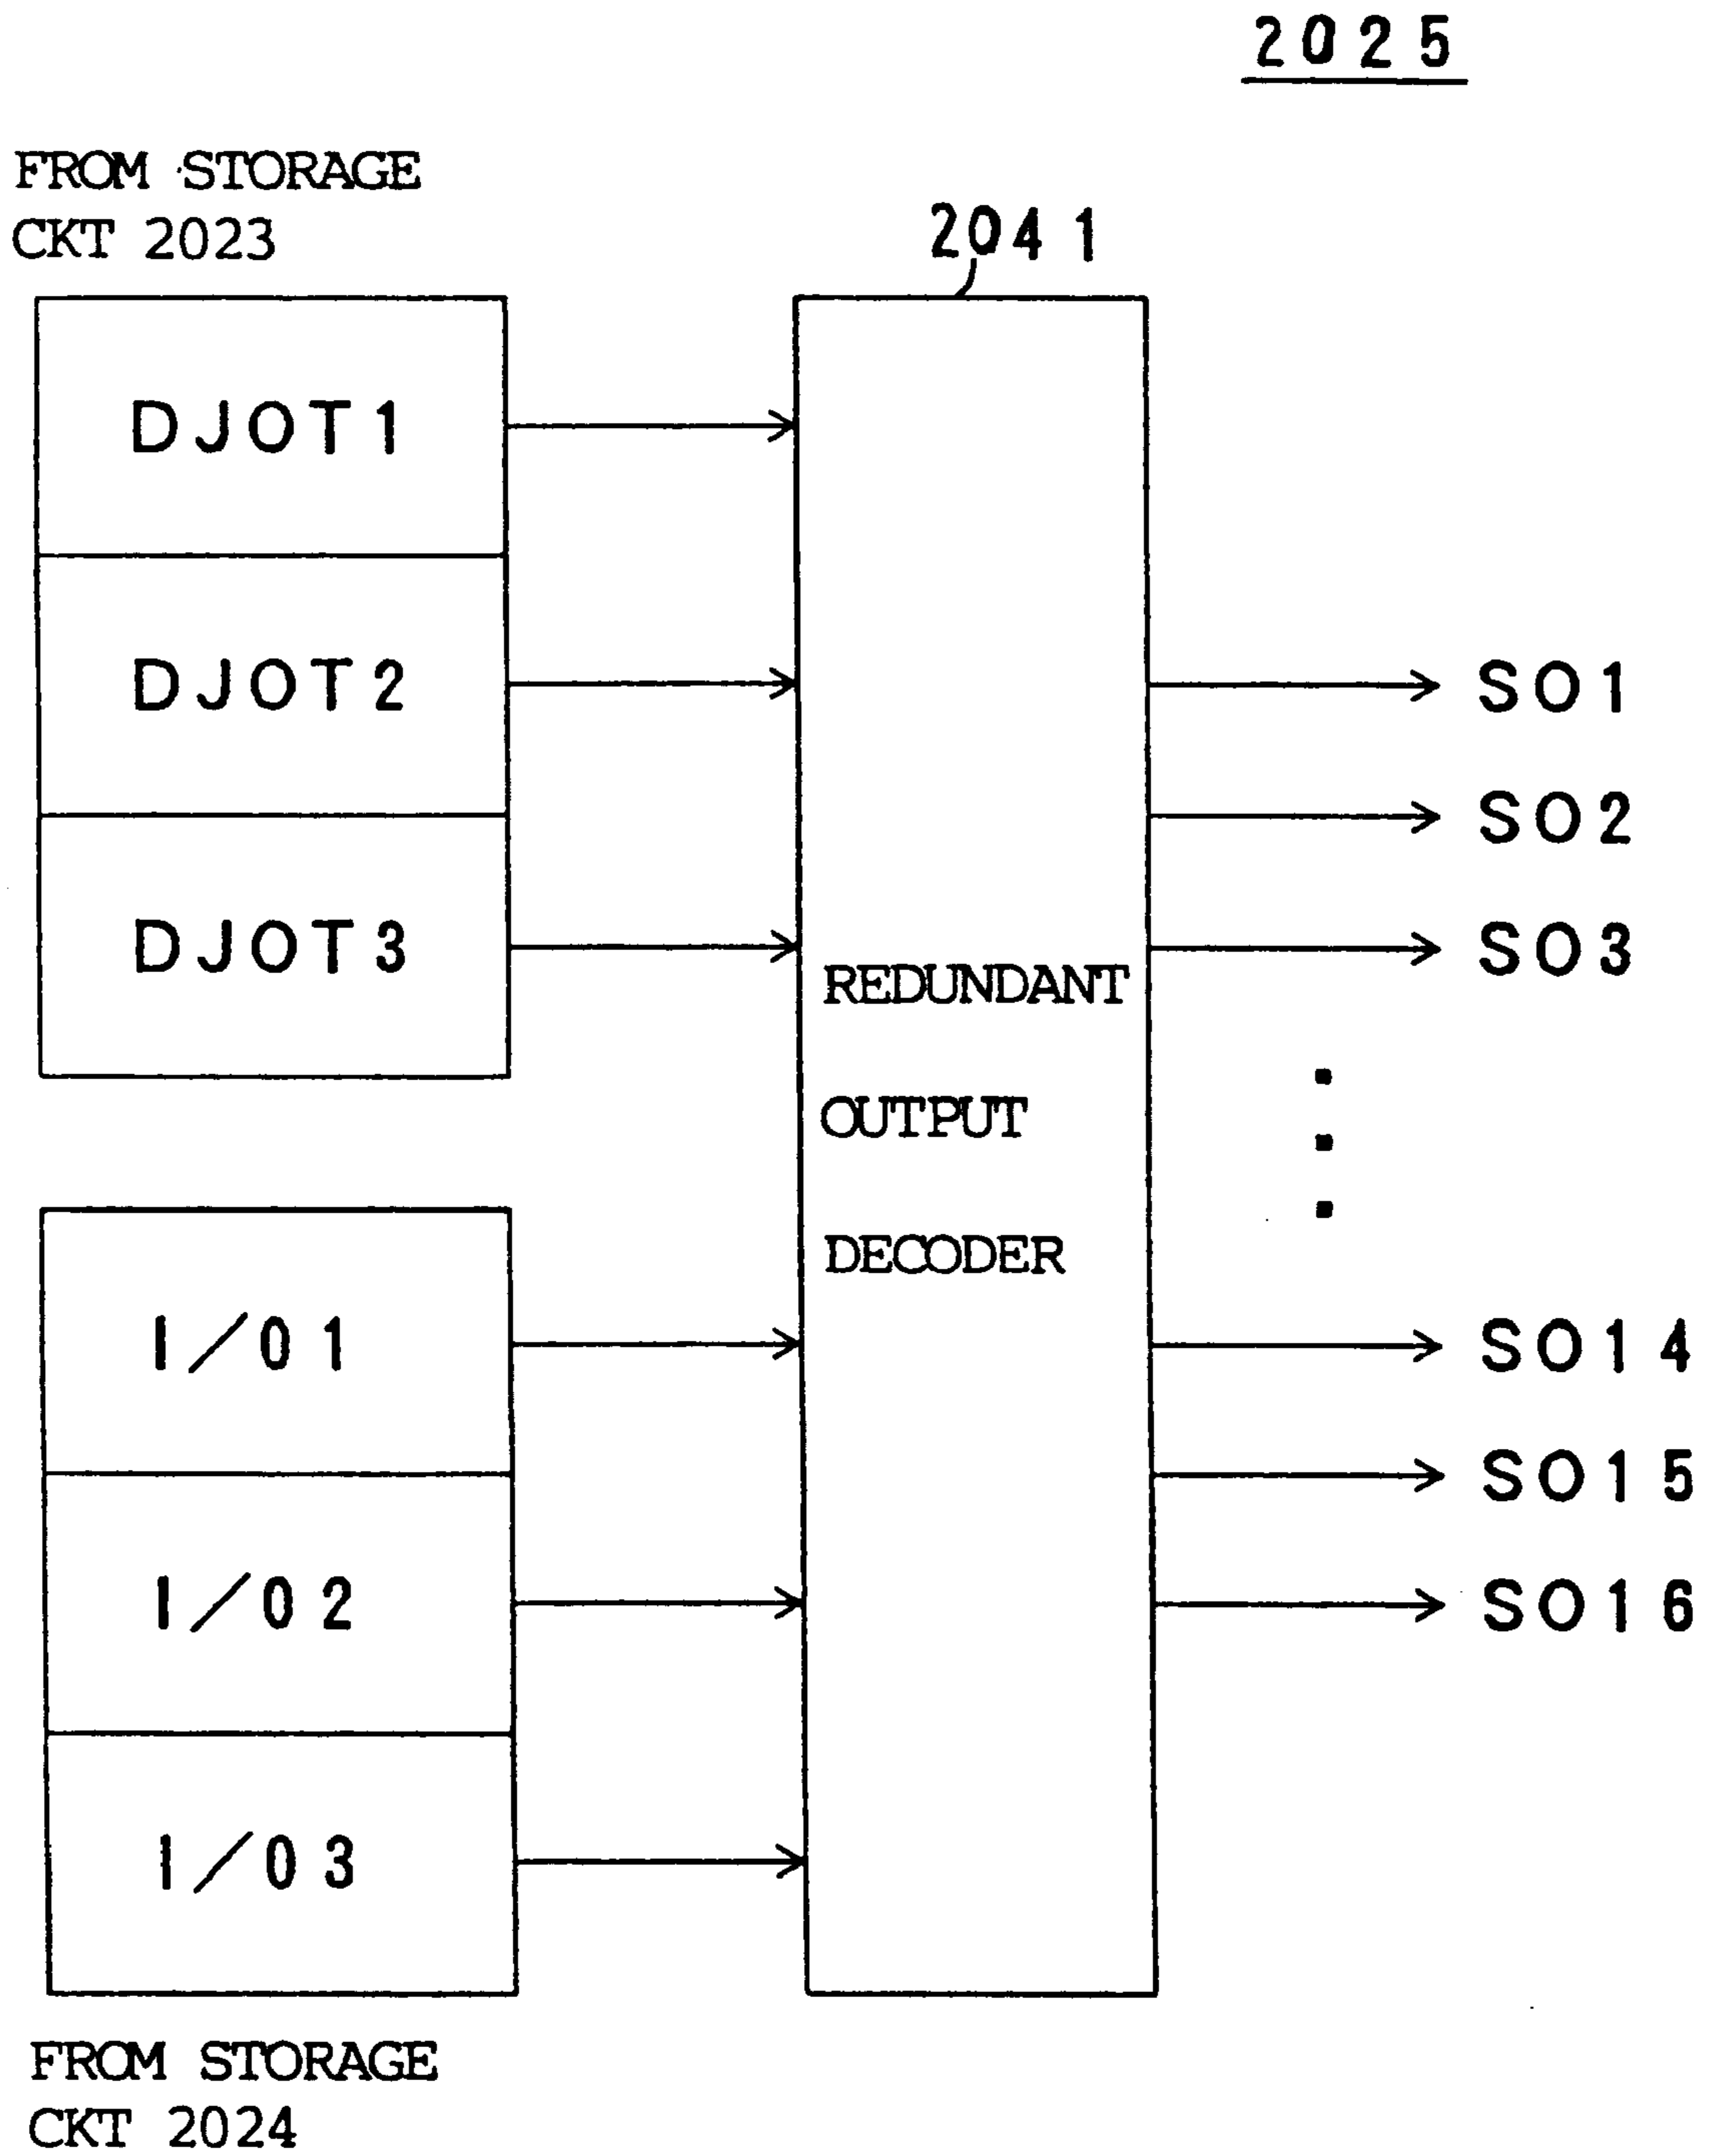 2025
FROM STORAGE
CKT 2023
2041
DJOT1
DJOT2
DJOT3
REDUNDANT
OUTPUT
DECODER
I/O1
I/O2
I/O3
SO1
SO2
SO3
SO14
SO15
SO16
FROM STORAGE
CKT 2024